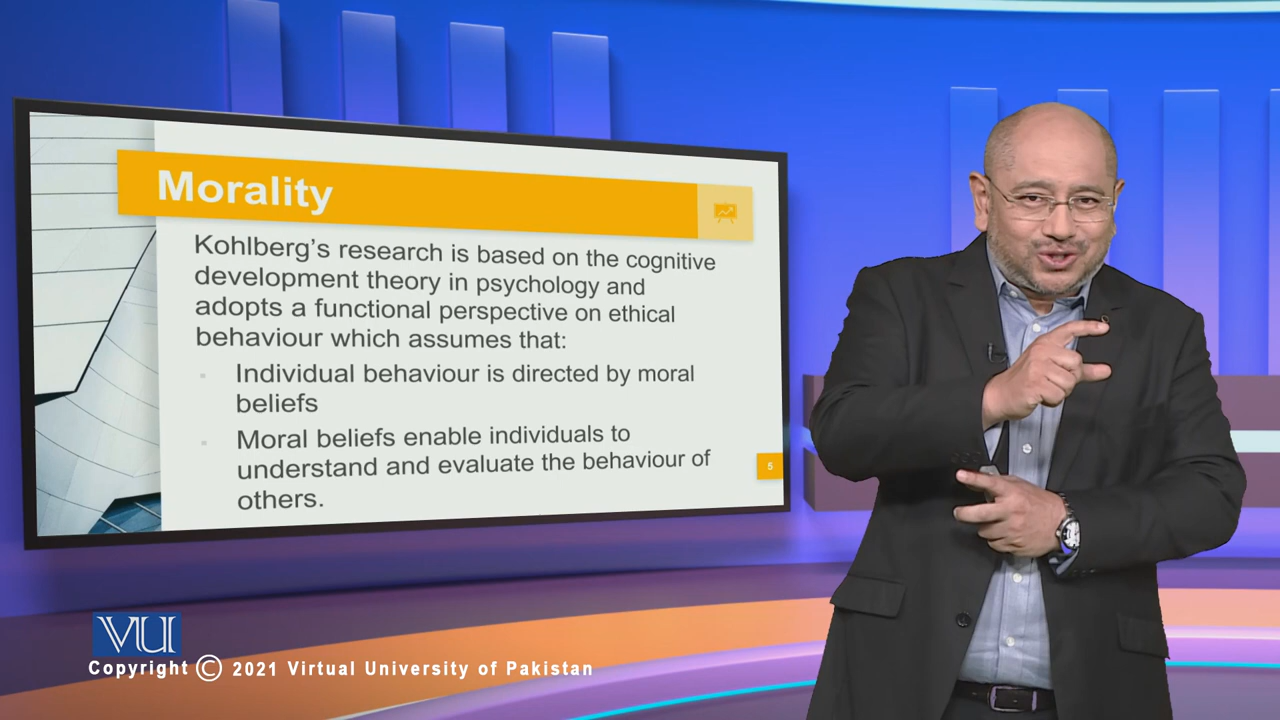 Morality
Kohlberg's research is based on the cognitive
development theory in psychology and
adopts a functional perspective on ethical
behaviour which assumes that:
Individual behaviour is directed by moral
beliefs
Moral beliefs enable individuals to
understand and evaluate the behaviour of
others.
5
VU
Copyright © 2021 Virtual University of Pakistan